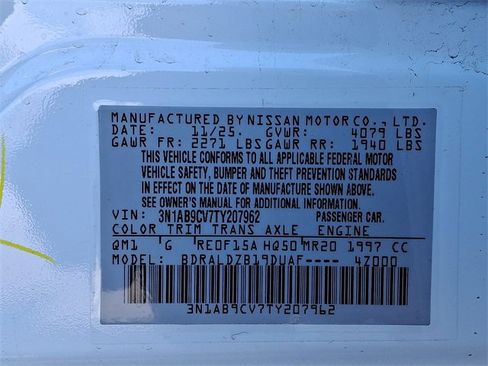 MANUFACTURED BY NISSAN MOTOR CO., LTD.
DATE: 11/25. GVWR: 4079 LBS
GAWR FR: 2271 LBS GAWR RR: 1940 LBS
THIS VEHICLE CONFORMS TO ALL APPLICABLE FEDERAL MOTOR
VEHICLE SAFETY, BUMPER AND THEFT PREVENTION STANDARDS
IN EFFECT ON THE DATE OF MANUFACTURE SHOWN ABOVE.
SEE OWNER'S MANUAL FOR ADDITIONAL INFORMATION.
VIN: 3N1AB9CV7TY207962 PASSENGER CAR.
COLOR TRIM TRANS AXLE ENGINE
QM1 G RE0F15A HQ50 MR20 1997 CC
MODEL: BDRALDZB19DUAF---- 47000
3N1AB9CV7TY207962